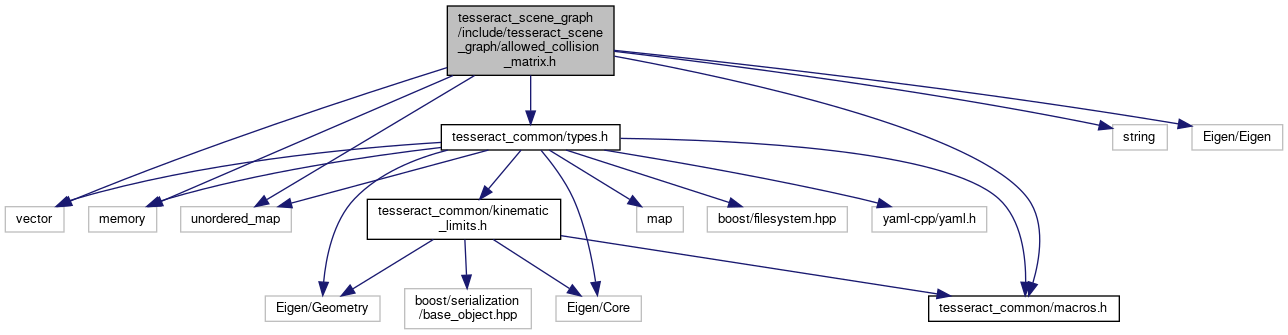 tesseract_scene_graph
/include/tesseract_scene
_graph/allowed_collision
_matrix.h
tesseract_common/types.h
string
Eigen/Eigen
vector
memory
unordered_map
tesseract_common/kinematic
_limits.h
map
boost/filesystem.hpp
yaml-cpp/yaml.h
Eigen/Geometry
boost/serialization
/base_object.hpp
Eigen/Core
tesseract_common/macros.h